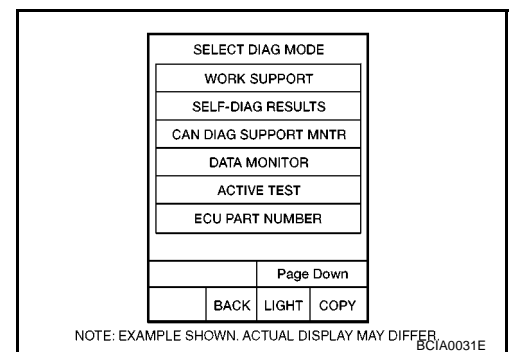 SELECT DIAG MODE
WORK SUPPORT
SELF-DIAG RESULTS
CAN DIAG SUPPORT MNTR
DATA MONITOR
ACTIVE TEST
ECU PART NUMBER
Page Down
BACK LIGHT COPY
NOTE: EXAMPLE SHOWN. ACTUAL DISPLAY MAY DIFFER.
BCIA0031E